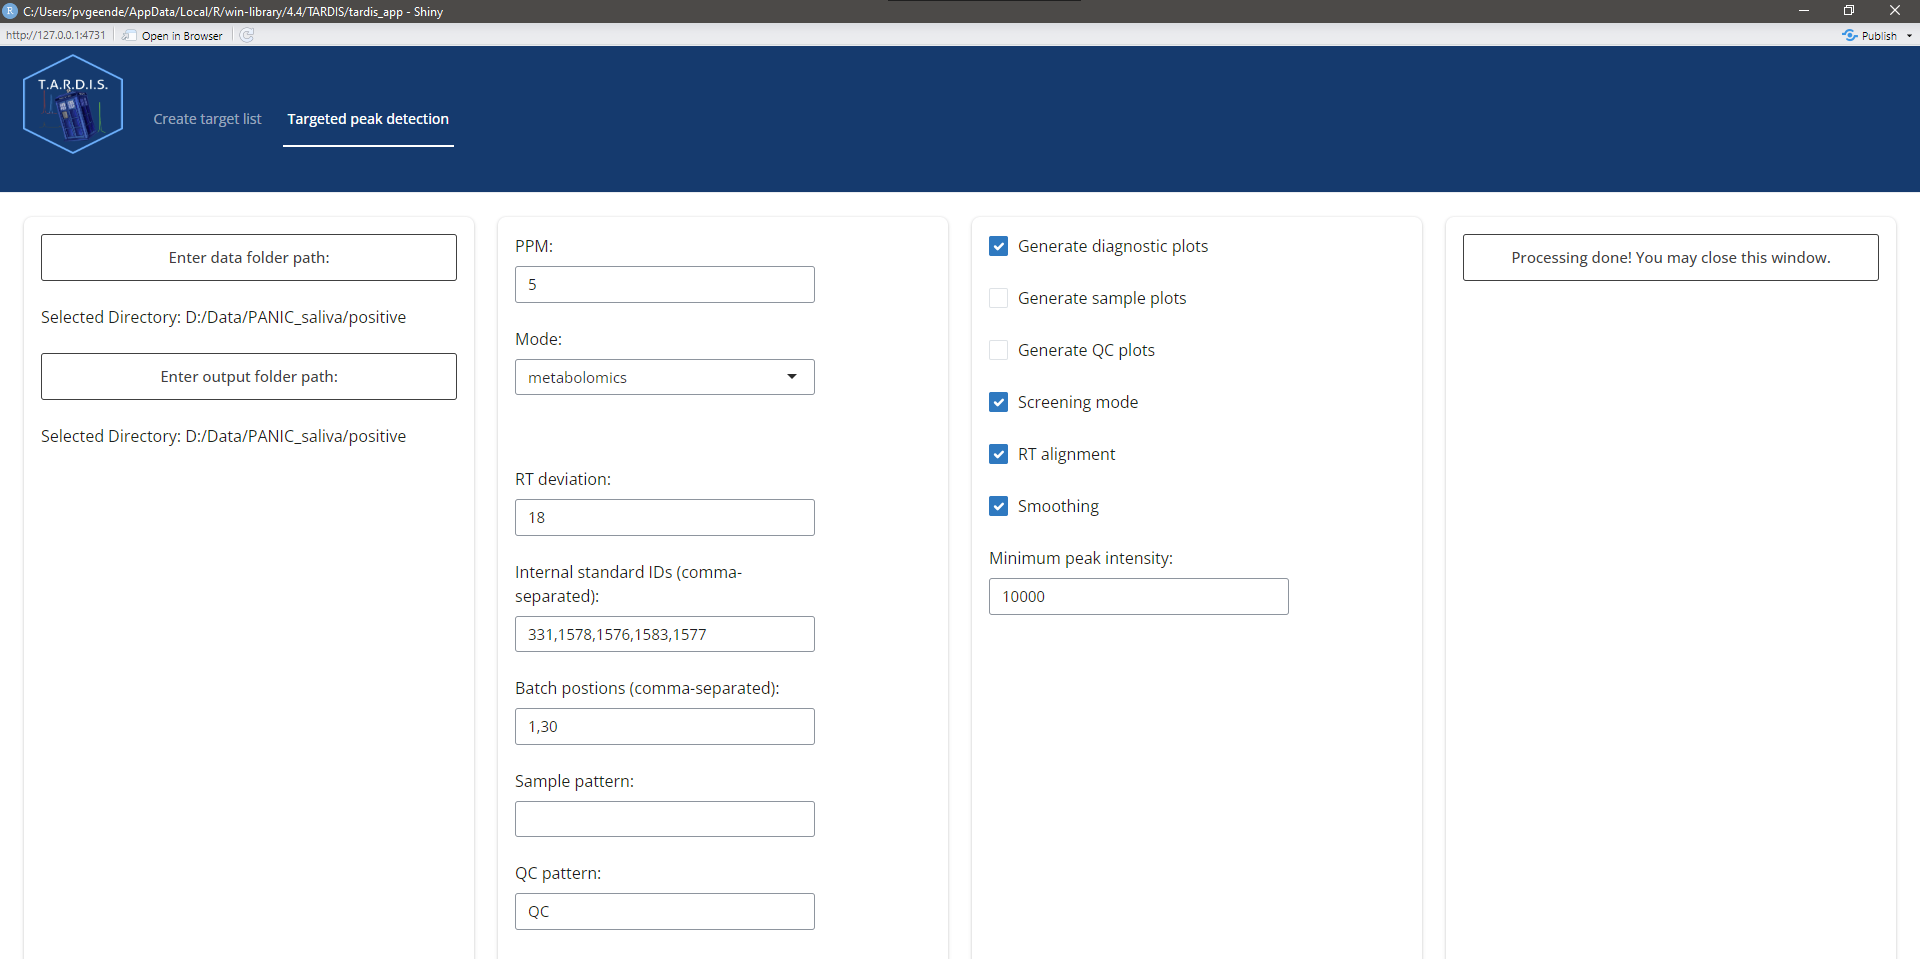 C:/Users/pvgeende/AppData/Local/R/win-library/4.4/TARDIS/tardis_app - Shiny
http://127.0.0.1:4731
Open in Browser
Publish
T.A.R.D.I.S.
Create target list
Targeted peak detection
Enter data folder path:
Selected Directory: D:/Data/PANIC_saliva/positive
Enter output folder path:
Selected Directory: D:/Data/PANIC_saliva/positive
PPM:
5
Mode:
metabolomics
RT deviation:
18
Internal standard IDs (comma-
separated):
331,1578,1576,1583,1577
Batch postions (comma-separated):
1,30
Sample pattern:
QC pattern:
QC
Generate diagnostic plots
Generate sample plots
Generate QC plots
Screening mode
RT alignment
Smoothing
Minimum peak intensity:
10000
Processing done! You may close this window.